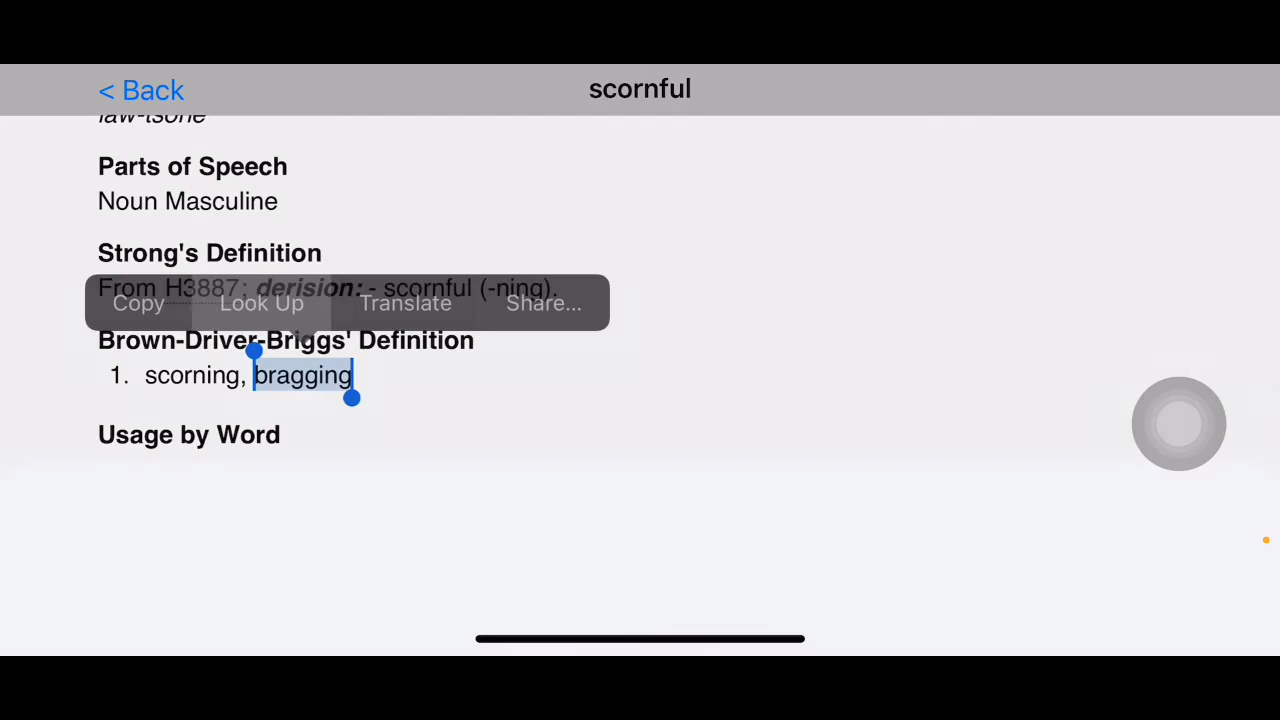 < Back
scornful
law-tsone
Parts of Speech
Noun Masculine
Strong's Definition
From H3887; derision: - scornful (-ning).
Copy
Look Up
Translate
Share...
Brown-Driver-Briggs' Definition
1. scorning, bragging
Usage by Word